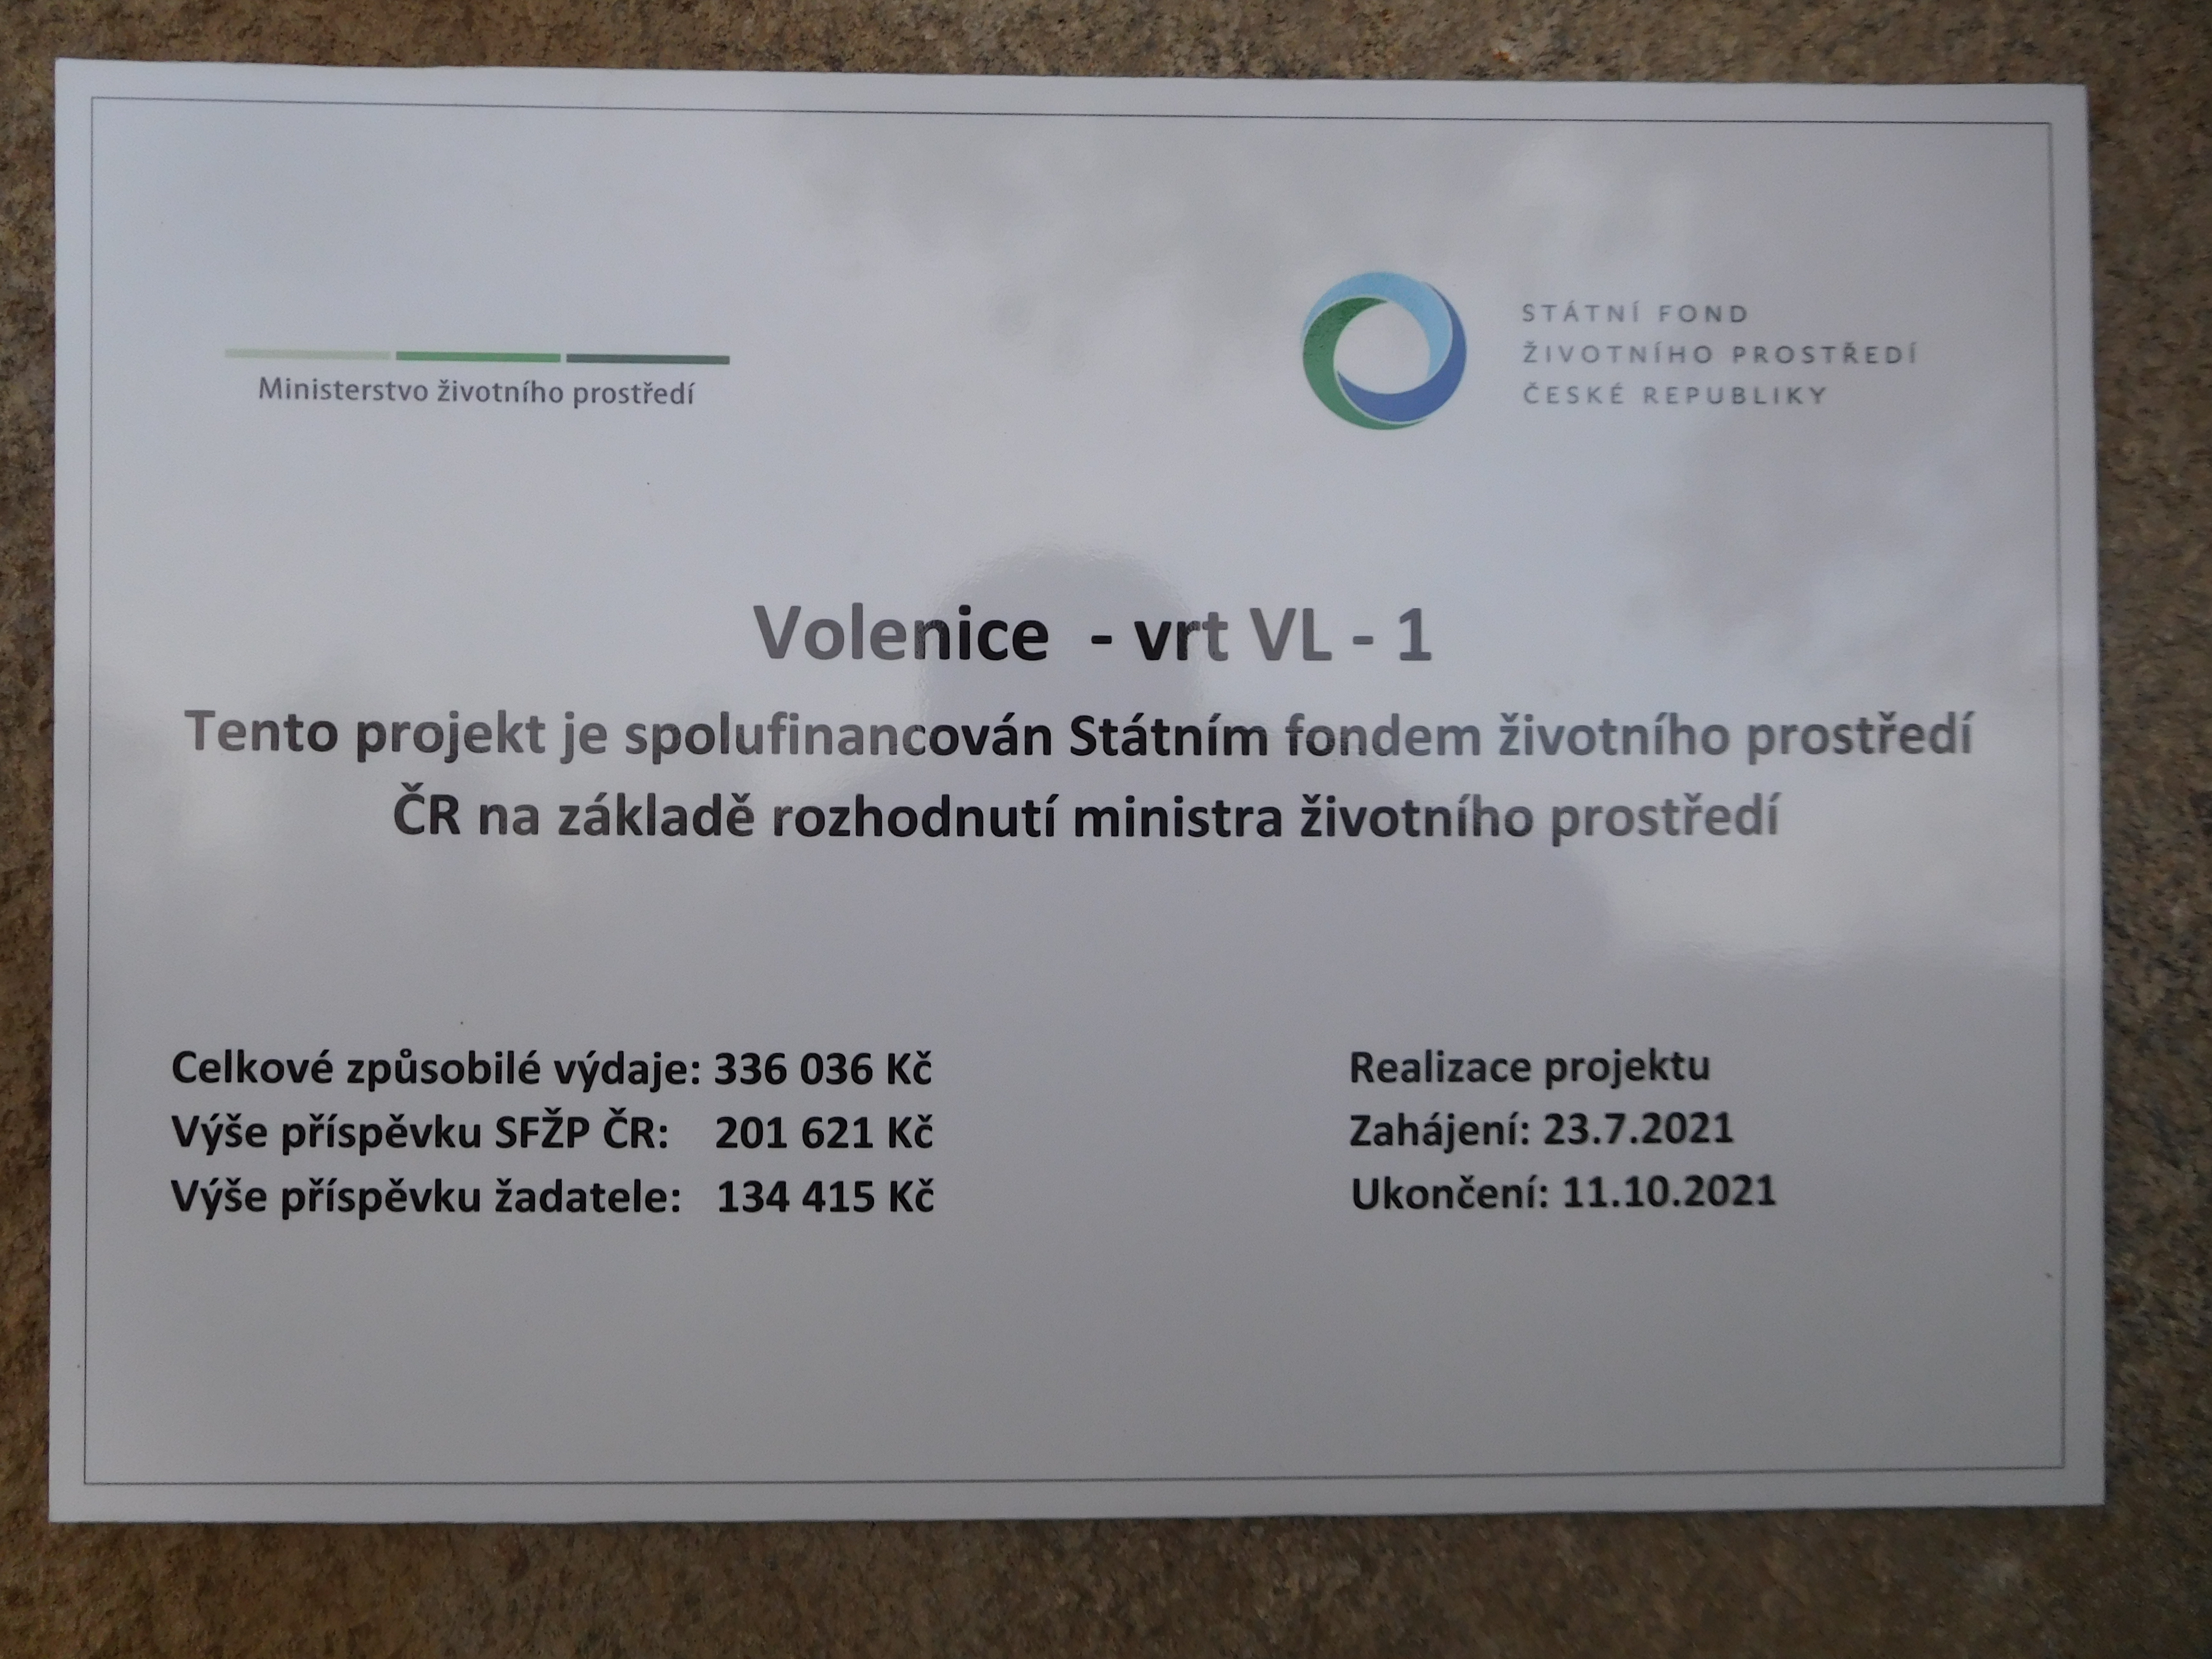 Ministerstvo životního prostředí
STÁTNÍ FOND
ŽIVOTNÍHO PROSTŘEDÍ
ČESKÉ REPUBLIKY
Volenice - vrt VL - 1
Tento projekt je spolufinancován Státním fondem životního prostředí
ČR na základě rozhodnutí ministra životního prostředí
Celkové způsobilé výdaje: 336 036 Kč
Výše příspěvku SFŽP ČR: 201 621 Kč
Výše příspěvku žadatele: 134 415 Kč
Realizace projektu
Zahájení: 23.7.2021
Ukončení: 11.10.2021